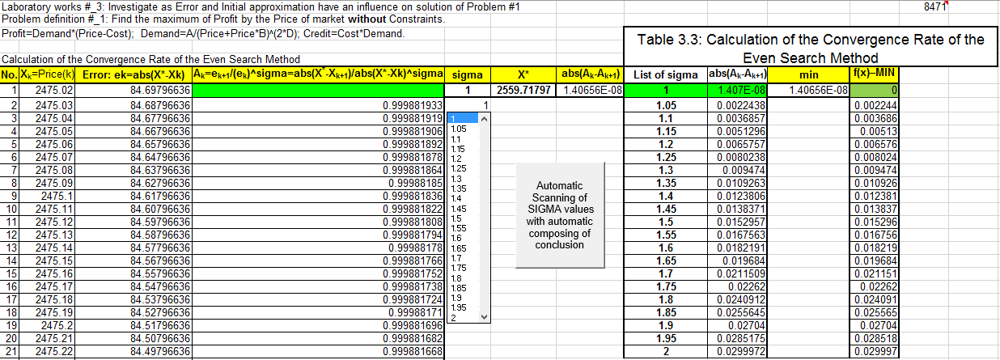 Laboratory works #_3: Investigate as Error and Initial approximation have an influence on solution of Problem #1 8471
Problem definition #_1: Find the maximum of Profit by the Price of market without Constraints.
Profit=Demand*(Price-Cost); Demand=A/(Price+Price*B)^(2*D); Credit=Cost*Demand.
Table 3.3: Calculation of the Convergence Rate of the
Even Search Method
Calculation of the Convergence Rate of the Even Search Method
No. Xk=Price(k) Error: ek=abs(X*-Xk) Ak=ek+1/(ek)^sigma=abs(X*-Xk+1)/abs(X*-Xk)^sigma sigma X* abs(Ak-Ak+1) List of sigma abs(Ak-Ak+1) min f(x)–MIN
1 2475.02 84.69796636 1 2559.71797 1.40656E-08 1 1.407E-08 1.40656E-08 0
2 2475.03 84.68796636 0.999881933 1 1.05 0.0022438 0.002244
3 2475.04 84.67796636 0.999881919 1 1.1 0.0036857 0.003686
4 2475.05 84.66796636 0.999881906 1.05 1.15 0.0051296 0.00513
5 2475.06 84.65796636 0.999881892 1.1 1.2 0.0065757 0.006576
1.15
6 2475.07 84.64796636 0.999881878 1.2 1.25 0.0080238 0.008024
7 2475.08 84.63796636 0.999881864 1.25 1.3 0.009474 0.009474
8 2475.09 84.62796636 0.99988185 1.3 1.35 0.0109263 0.010926
1.35
9 2475.1 84.61796636 0.999881836 1.4 1.4 0.0123806 0.012381
10 2475.11 84.60796636 0.999881822 1.45 1.45 0.0138371 0.013837
11 2475.12 84.59796636 0.999881808 1.5 1.5 0.0152957 0.015296
12 2475.13 84.58796636 0.999881794 1.55 1.55 0.0167563 0.016756
1.6
13 2475.14 84.57796636 0.99988178 1.65 1.6 0.0182191 0.018219
14 2475.15 84.56796636 0.999881766 1.7 1.65 0.019684 0.019684
15 2475.16 84.55796636 0.999881752 1.75 1.7 0.0211509 0.021151
16 2475.17 84.54796636 0.999881738 1.8 1.75 0.02262 0.02262
1.85
17 2475.18 84.53796636 0.999881724 1.9 1.8 0.0240912 0.024091
18 2475.19 84.52796636 0.99988171 1.95 1.85 0.0255645 0.025565
19 2475.2 84.51796636 0.999881696 2 1.9 0.02704 0.02704
20 2475.21 84.50796636 0.999881682 1.95 0.0285175 0.028518
21 2475.22 84.49796636 0.999881668 2 0.0299972 0.029997
Automatic
Scanning of
SIGMA values
with automatic
composing of
conclusion